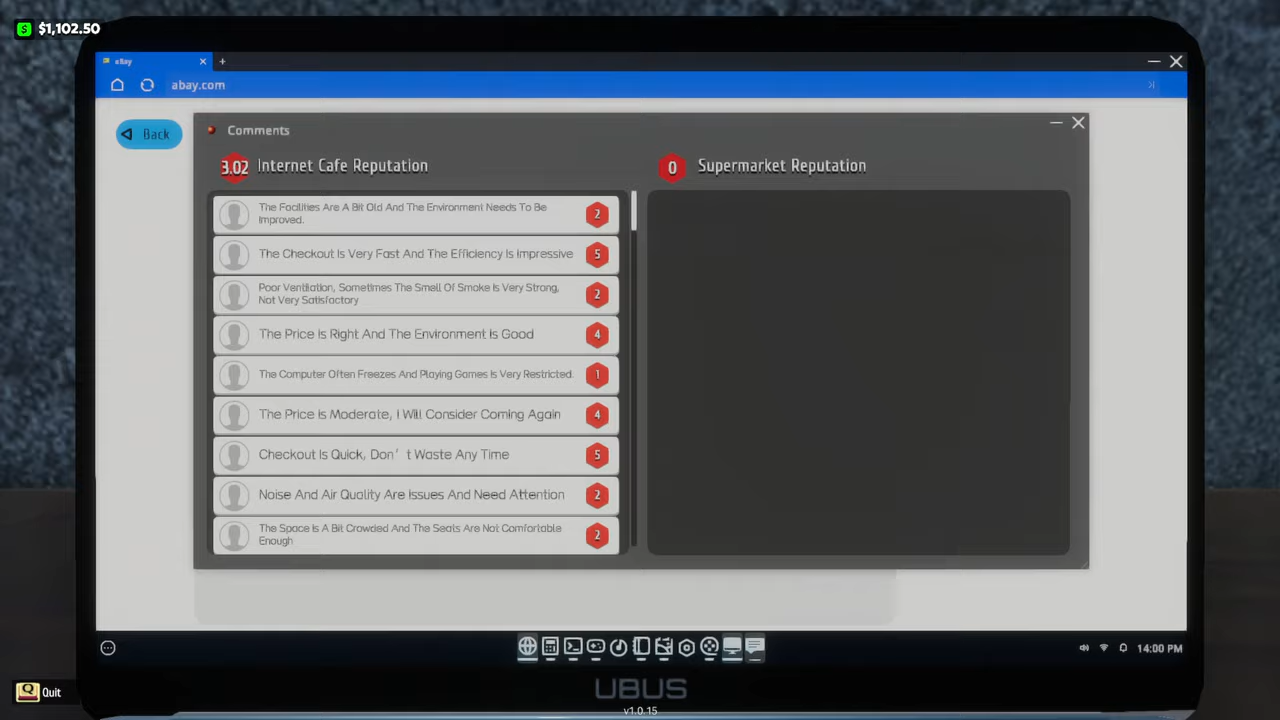 $ $1,102.50
aBay
abay.com
Back
Comments
3.02 Internet Cafe Reputation
0 Supermarket Reputation
The Facilities Are A Bit Old And The Environment Needs To Be
Improved.
2
The Checkout Is Very Fast And The Efficiency Is Impressive
5
Poor Ventilation, Sometimes The Smell Of Smoke Is Very Strong,
Not Very Satisfactory
2
The Price Is Right And The Environment Is Good
4
The Computer Often Freezes And Playing Games Is Very Restricted.
1
The Price Is Moderate, I Will Consider Coming Again
4
Checkout Is Quick, Don't Waste Any Time
5
Noise And Air Quality Are Issues And Need Attention
2
The Space Is A Bit Crowded And The Seats Are Not Comfortable
Enough
2
14:00 PM
UBUS
Q Quit
v1.0.15